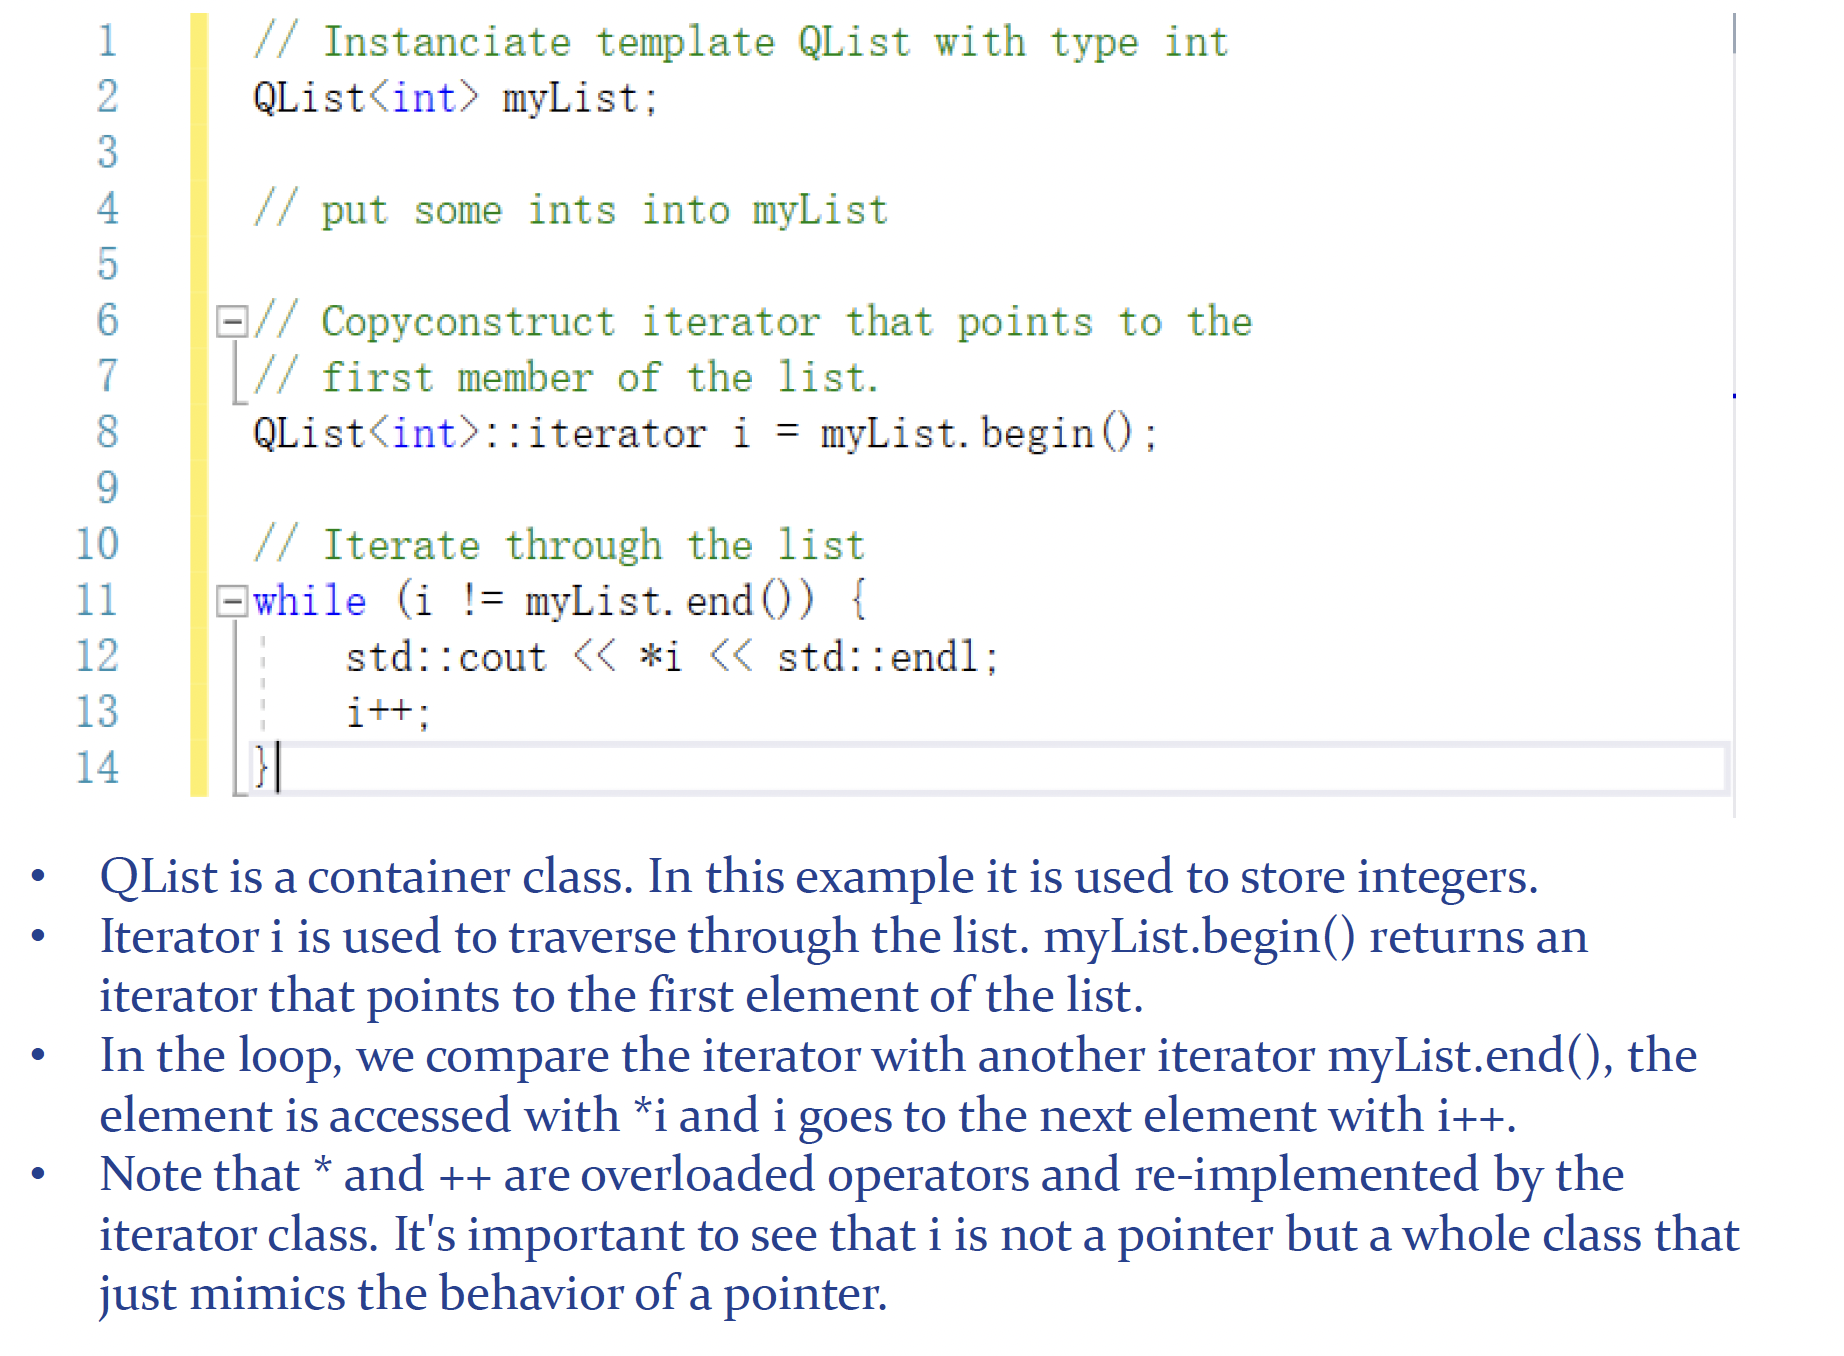 1 // Instanciate template QList with type int
2 QList<int> myList;
3
4 // put some ints into myList
5
6 // Copyconstruct iterator that points to the
7 // first member of the list.
8 QList<int>::iterator i = myList.begin();
9
10 // Iterate through the list
11 while (i != myList.end()) {
12     std::cout << *i << std::endl;
13     i++;
14 }
• QList is a container class. In this example it is used to store integers.
• Iterator i is used to traverse through the list. myList.begin() returns an
iterator that points to the first element of the list.
• In the loop, we compare the iterator with another iterator myList.end(), the
element is accessed with *i and i goes to the next element with i++.
• Note that * and ++ are overloaded operators and re-implemented by the
iterator class. It's important to see that i is not a pointer but a whole class that
just mimics the behavior of a pointer.